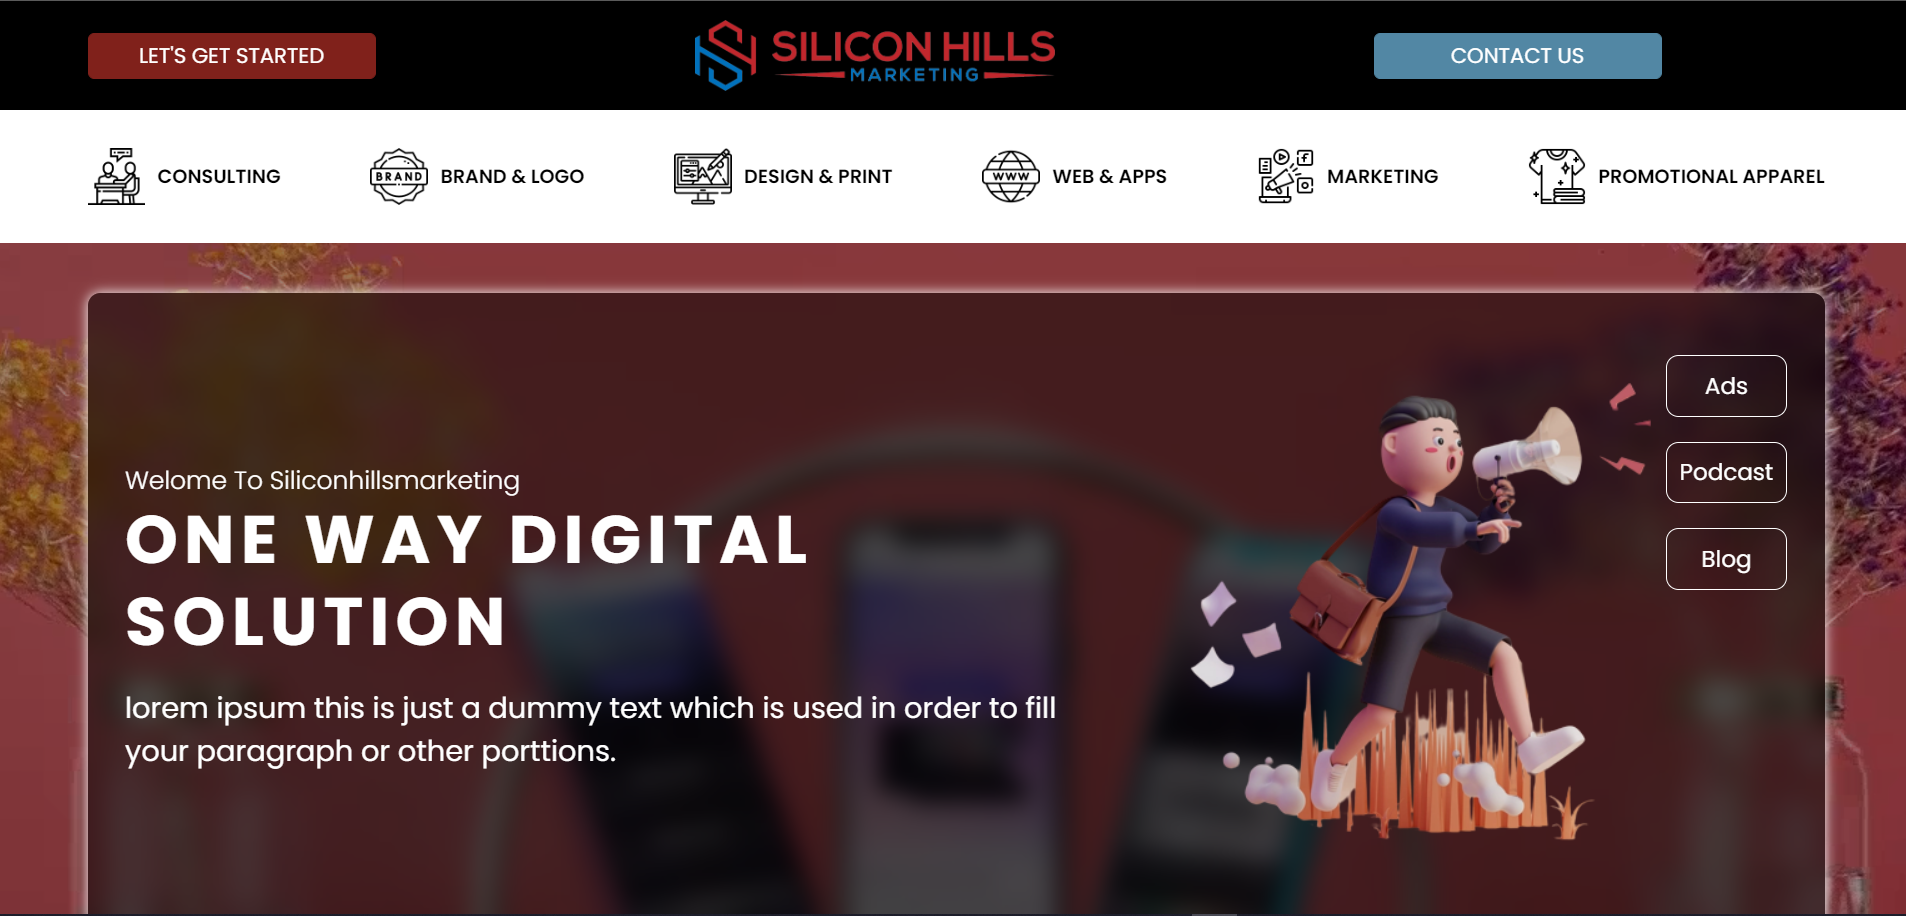 LET'S GET STARTED
SILICON HILLS
MARKETING
CONTACT US
CONSULTING
BRAND
BRAND & LOGO
DESIGN & PRINT
WWW
WEB & APPS
MARKETING
PROMOTIONAL APPAREL
Ads
Podcast
Blog
Welome To Siliconhillsmarketing
ONE WAY DIGITAL
SOLUTION
lorem ipsum this is just a dummy text which is used in order to fill
your paragraph or other porttions.